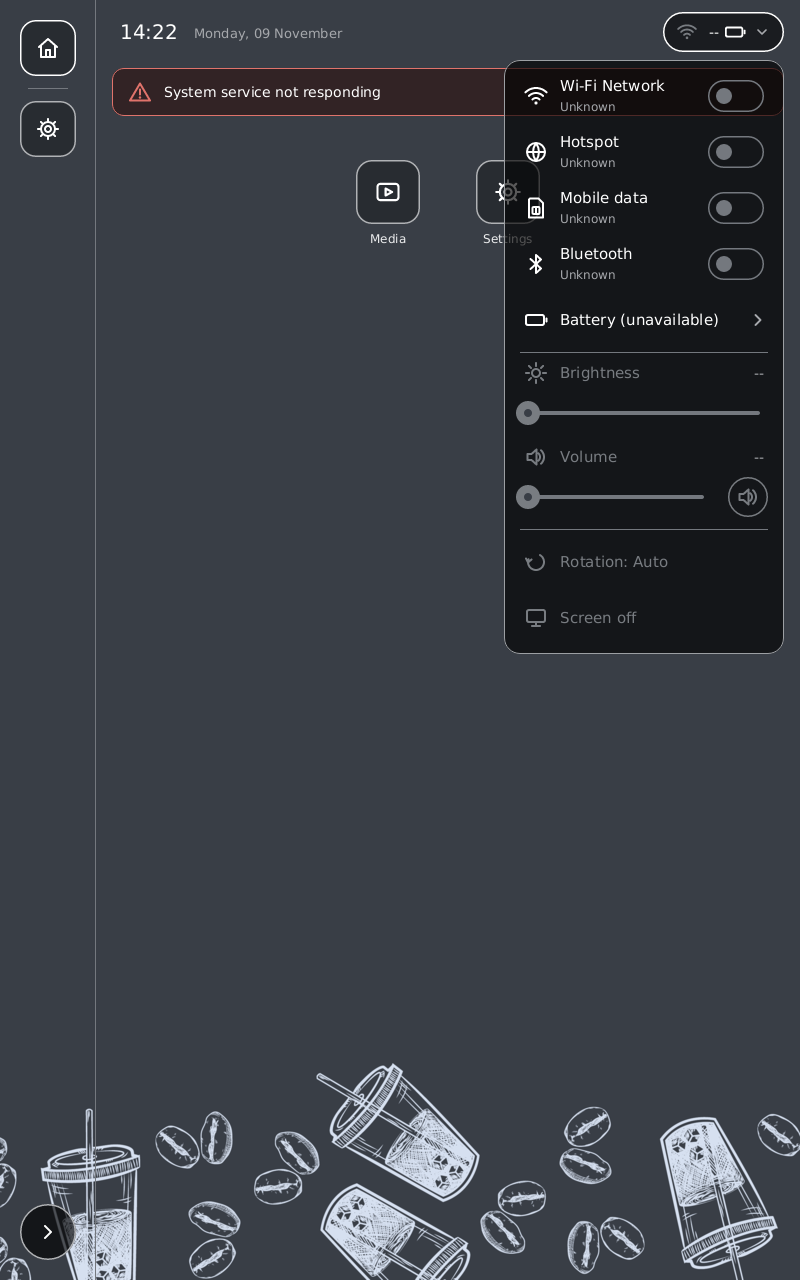 14:22 Monday, 09 November --
System service not responding
Media
Settings
Wi-Fi Network
Unknown
Hotspot
Unknown
Mobile data
Unknown
Bluetooth
Unknown
Battery (unavailable)
Brightness --
Volume --
Rotation: Auto
Screen off